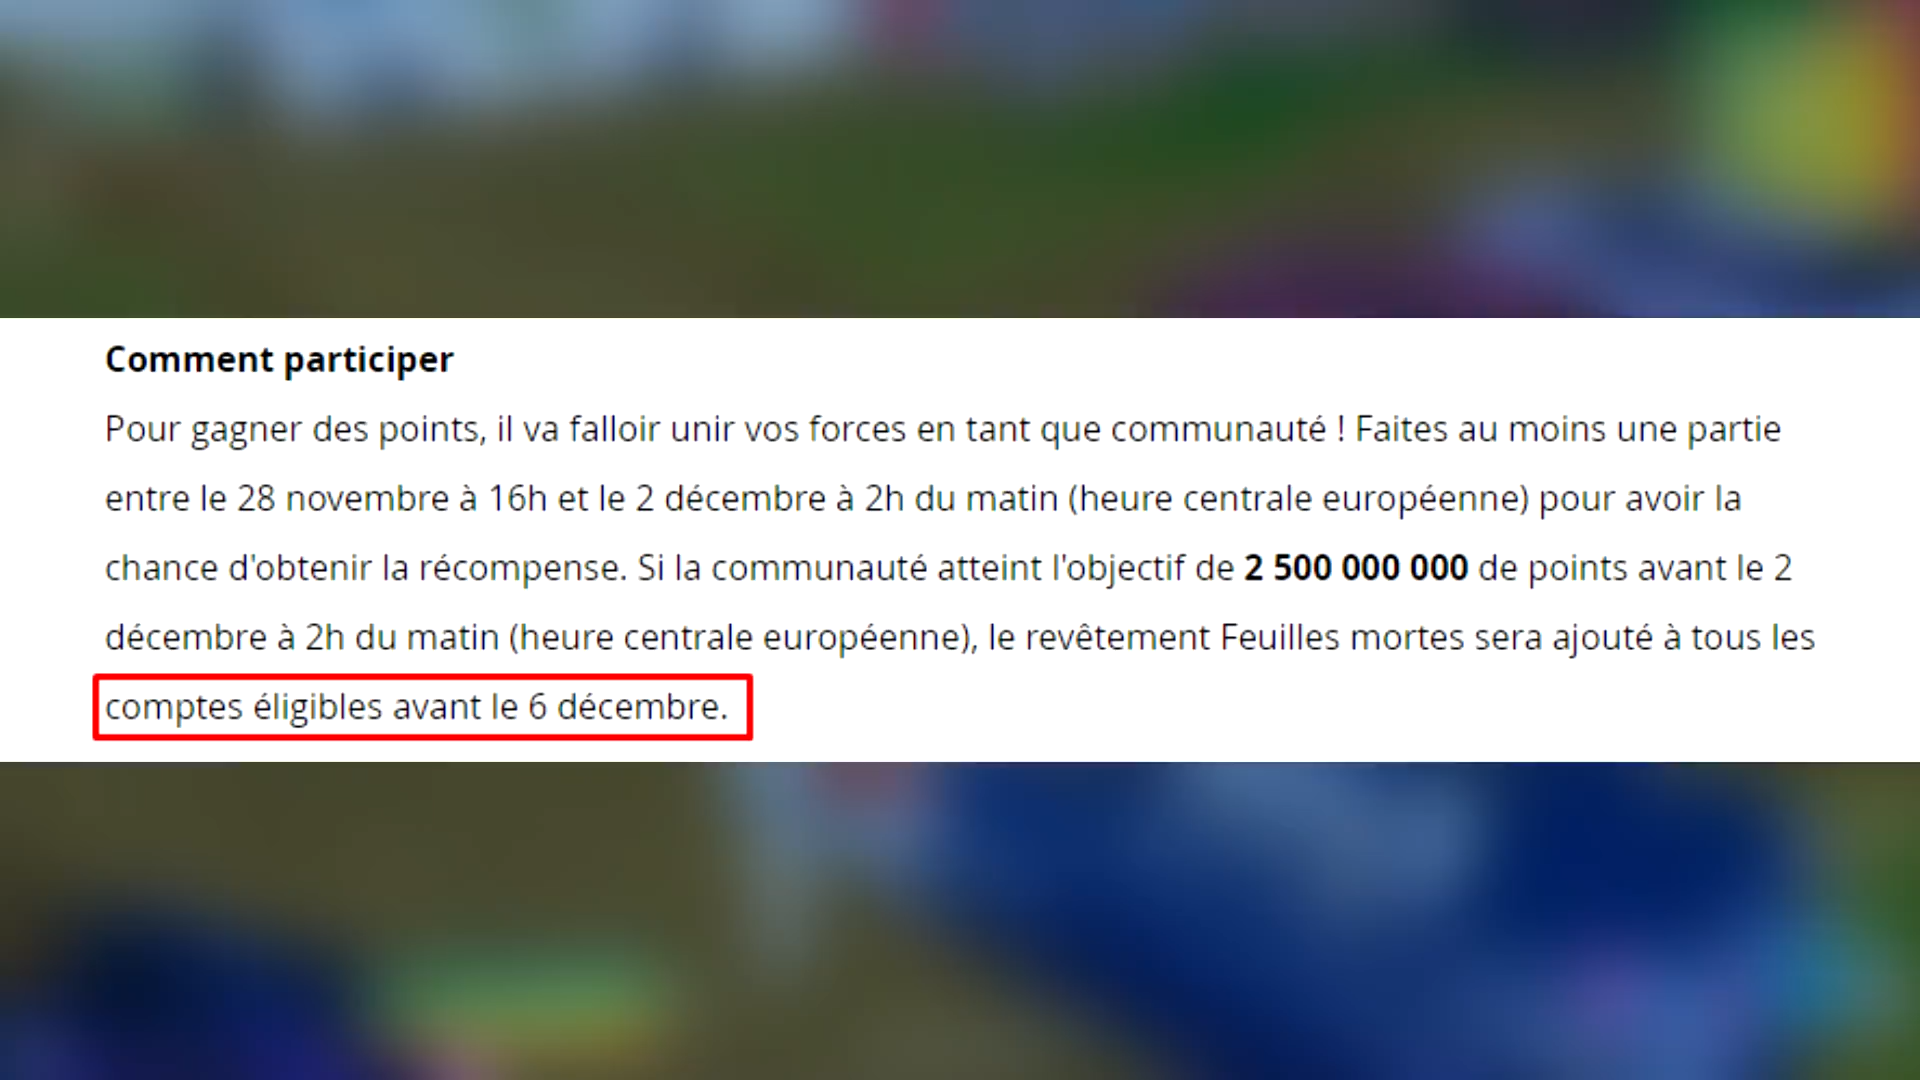 Comment participer
Pour gagner des points, il va falloir unir vos forces en tant que communauté ! Faites au moins une partie
entre le 28 novembre à 16h et le 2 décembre à 2h du matin (heure centrale européenne) pour avoir la
chance d'obtenir la récompense. Si la communauté atteint l'objectif de 2 500 000 000 de points avant le 2
décembre à 2h du matin (heure centrale européenne), le revêtement Feuilles mortes sera ajouté à tous les
comptes éligibles avant le 6 décembre.